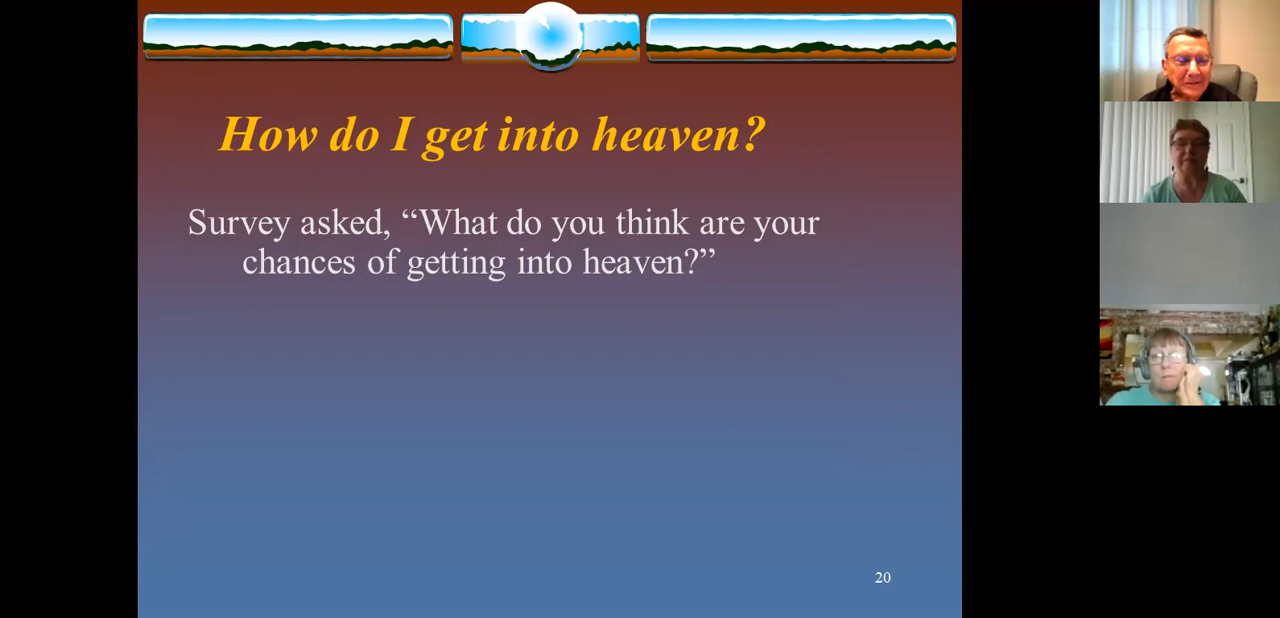 How do I get into heaven?
Survey asked, “What do you think are your
chances of getting into heaven?”
20